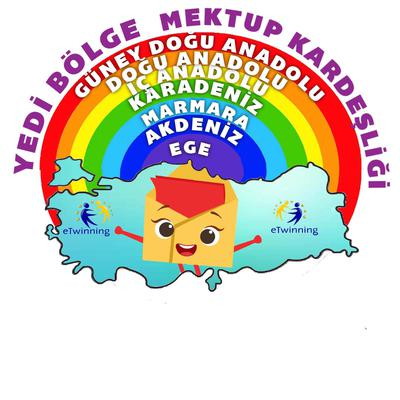 YEDİ BÖLGE MEKTUP KARDEŞLİĞİ
GÜNEY DOĞU ANADOLU
DOĞU ANADOLU
İÇ ANADOLU
KARADENİZ
MARMARA
AKDENİZ
EGE
eTwinning
eTwinning